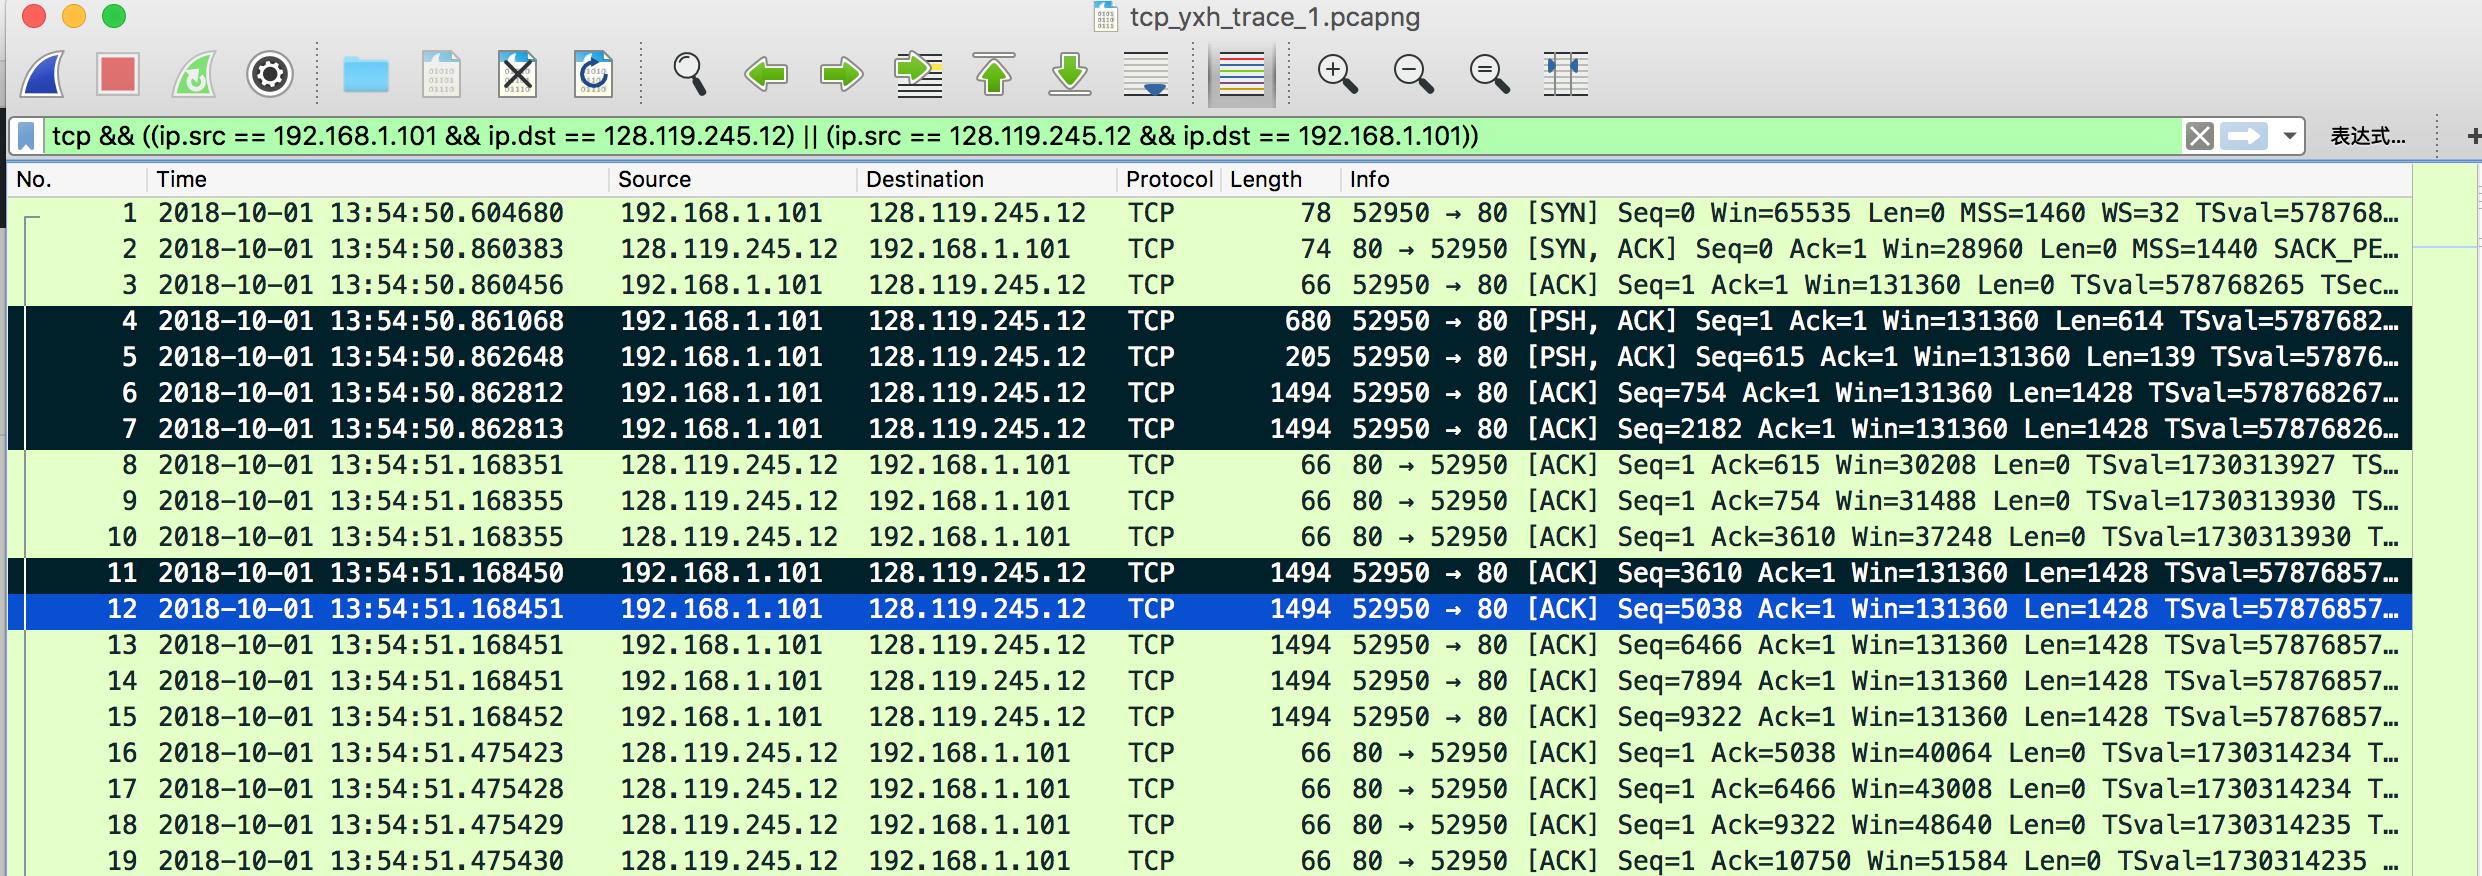 tcp_yxh_trace_1.pcapng
tcp && ((ip.src == 192.168.1.101 && ip.dst == 128.119.245.12) || (ip.src == 128.119.245.12 && ip.dst == 192.168.1.101)) 表达式…
No. Time Source Destination Protocol Length Info
1 2018-10-01 13:54:50.604680 192.168.1.101 128.119.245.12 TCP 78 52950 → 80 [SYN] Seq=0 Win=65535 Len=0 MSS=1460 WS=32 TSval=578768…
2 2018-10-01 13:54:50.860383 128.119.245.12 192.168.1.101 TCP 74 80 → 52950 [SYN, ACK] Seq=0 Ack=1 Win=28960 Len=0 MSS=1440 SACK_PE…
3 2018-10-01 13:54:50.860456 192.168.1.101 128.119.245.12 TCP 66 52950 → 80 [ACK] Seq=1 Ack=1 Win=131360 Len=0 TSval=578768265 TSec…
4 2018-10-01 13:54:50.861068 192.168.1.101 128.119.245.12 TCP 680 52950 → 80 [PSH, ACK] Seq=1 Ack=1 Win=131360 Len=614 TSval=5787682…
5 2018-10-01 13:54:50.862648 192.168.1.101 128.119.245.12 TCP 205 52950 → 80 [PSH, ACK] Seq=615 Ack=1 Win=131360 Len=139 TSval=57876…
6 2018-10-01 13:54:50.862812 192.168.1.101 128.119.245.12 TCP 1494 52950 → 80 [ACK] Seq=754 Ack=1 Win=131360 Len=1428 TSval=578768267…
7 2018-10-01 13:54:50.862813 192.168.1.101 128.119.245.12 TCP 1494 52950 → 80 [ACK] Seq=2182 Ack=1 Win=131360 Len=1428 TSval=57876826…
8 2018-10-01 13:54:51.168351 128.119.245.12 192.168.1.101 TCP 66 80 → 52950 [ACK] Seq=1 Ack=615 Win=30208 Len=0 TSval=1730313927 TS…
9 2018-10-01 13:54:51.168355 128.119.245.12 192.168.1.101 TCP 66 80 → 52950 [ACK] Seq=1 Ack=754 Win=31488 Len=0 TSval=1730313930 TS…
10 2018-10-01 13:54:51.168355 128.119.245.12 192.168.1.101 TCP 66 80 → 52950 [ACK] Seq=1 Ack=3610 Win=37248 Len=0 TSval=1730313930 T…
11 2018-10-01 13:54:51.168450 192.168.1.101 128.119.245.12 TCP 1494 52950 → 80 [ACK] Seq=3610 Ack=1 Win=131360 Len=1428 TSval=57876857…
12 2018-10-01 13:54:51.168451 192.168.1.101 128.119.245.12 TCP 1494 52950 → 80 [ACK] Seq=5038 Ack=1 Win=131360 Len=1428 TSval=57876857…
13 2018-10-01 13:54:51.168451 192.168.1.101 128.119.245.12 TCP 1494 52950 → 80 [ACK] Seq=6466 Ack=1 Win=131360 Len=1428 TSval=57876857…
14 2018-10-01 13:54:51.168451 192.168.1.101 128.119.245.12 TCP 1494 52950 → 80 [ACK] Seq=7894 Ack=1 Win=131360 Len=1428 TSval=57876857…
15 2018-10-01 13:54:51.168452 192.168.1.101 128.119.245.12 TCP 1494 52950 → 80 [ACK] Seq=9322 Ack=1 Win=131360 Len=1428 TSval=57876857…
16 2018-10-01 13:54:51.475423 128.119.245.12 192.168.1.101 TCP 66 80 → 52950 [ACK] Seq=1 Ack=5038 Win=40064 Len=0 TSval=1730314234 T…
17 2018-10-01 13:54:51.475428 128.119.245.12 192.168.1.101 TCP 66 80 → 52950 [ACK] Seq=1 Ack=6466 Win=43008 Len=0 TSval=1730314234 T…
18 2018-10-01 13:54:51.475429 128.119.245.12 192.168.1.101 TCP 66 80 → 52950 [ACK] Seq=1 Ack=9322 Win=48640 Len=0 TSval=1730314235 T…
19 2018-10-01 13:54:51.475430 128.119.245.12 192.168.1.101 TCP 66 80 → 52950 [ACK] Seq=1 Ack=10750 Win=51584 Len=0 TSval=1730314235 …